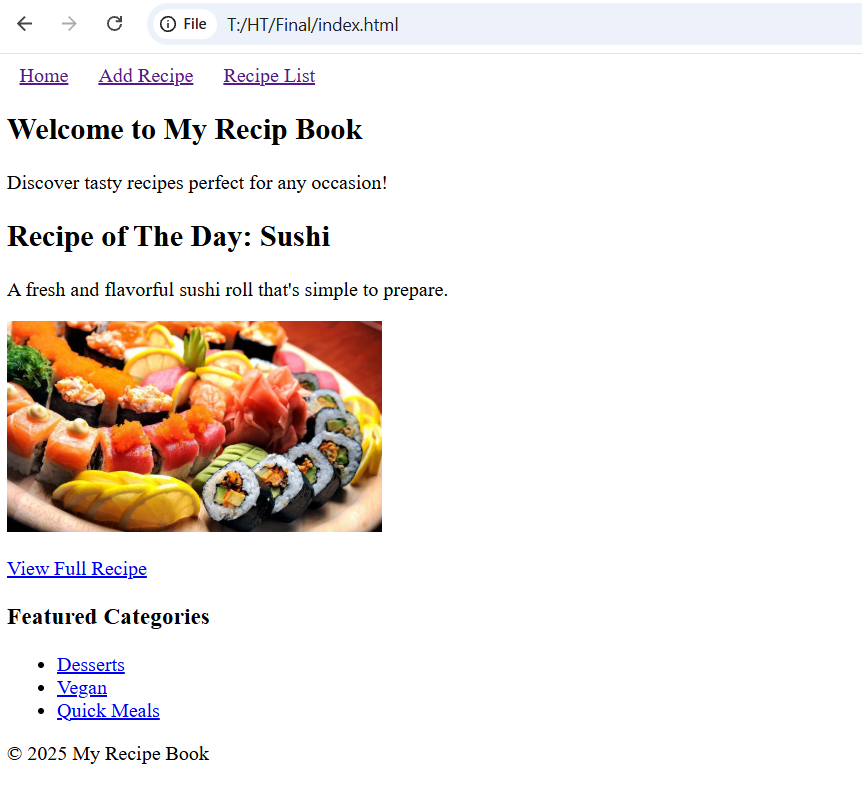 File T:/HT/Final/index.html
Home Add Recipe Recipe List
Welcome to My Recip Book
Discover tasty recipes perfect for any occasion!
Recipe of The Day: Sushi
A fresh and flavorful sushi roll that's simple to prepare.
View Full Recipe
Featured Categories
Desserts
Vegan
Quick Meals
© 2025 My Recipe Book